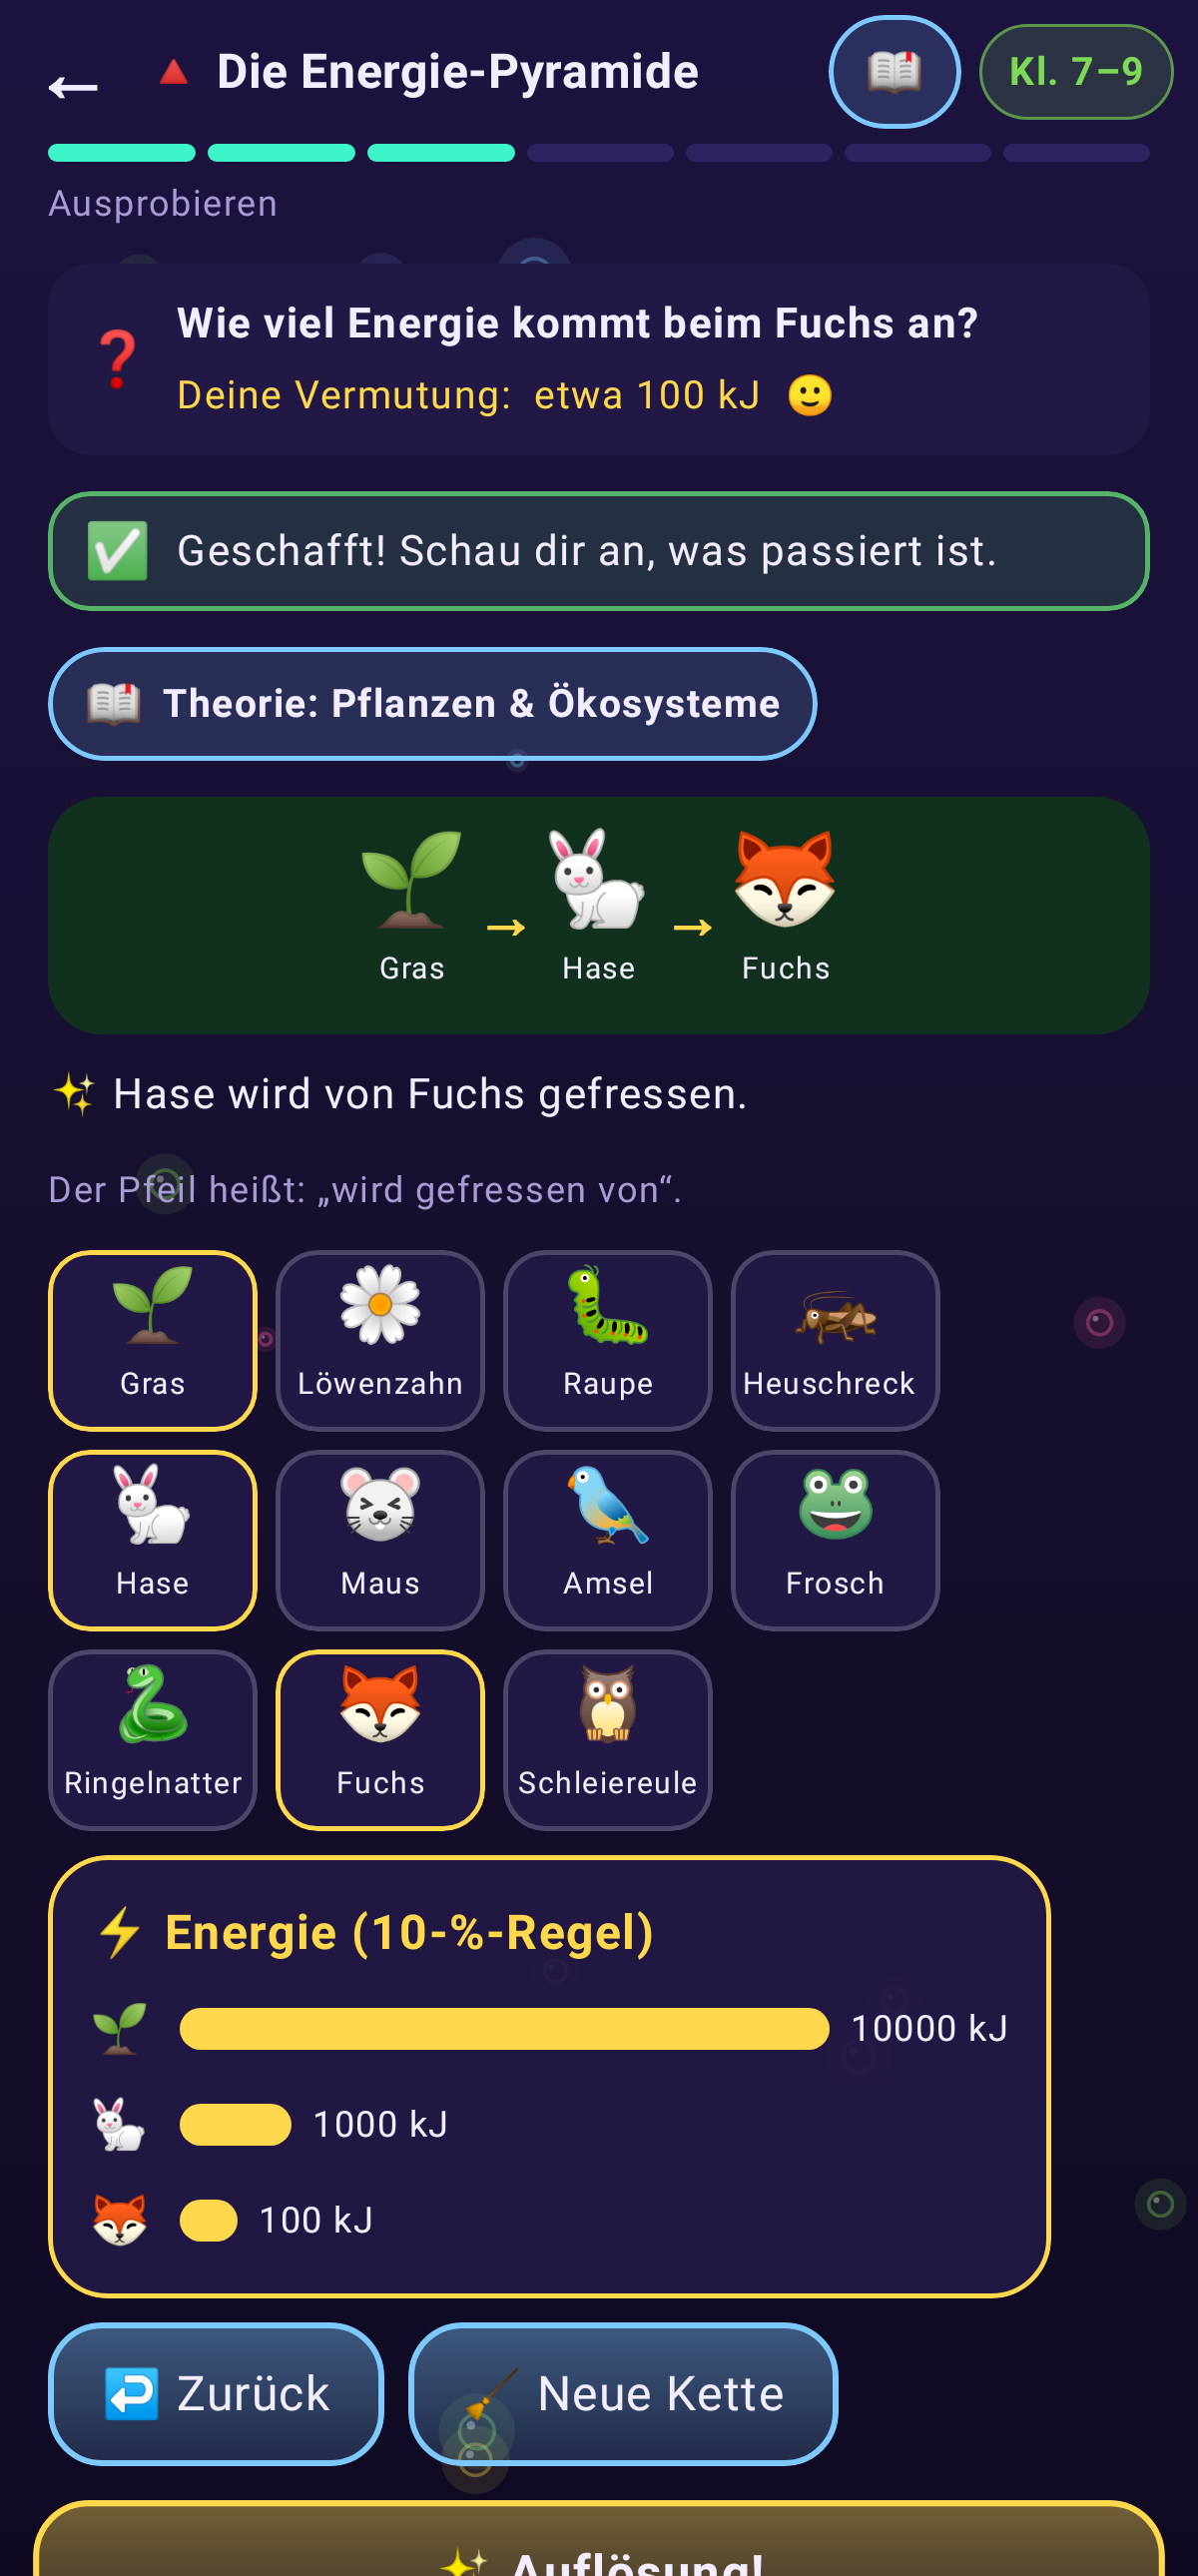 ← Die Energie-Pyramide Kl. 7–9
Ausprobieren
Wie viel Energie kommt beim Fuchs an?
Deine Vermutung: etwa 100 kJ
Geschafft! Schau dir an, was passiert ist.
Theorie: Pflanzen & Ökosysteme
→ →
Gras Hase Fuchs
Hase wird von Fuchs gefressen.
Der Pfeil heißt: „wird gefressen von“.
Gras Löwenzahn Raupe Heuschreck
Hase Maus Amsel Frosch
Ringelnatter Fuchs Schleiereule
Energie (10-%-Regel)
10000 kJ
1000 kJ
100 kJ
Zurück Neue Kette
Auflösung!